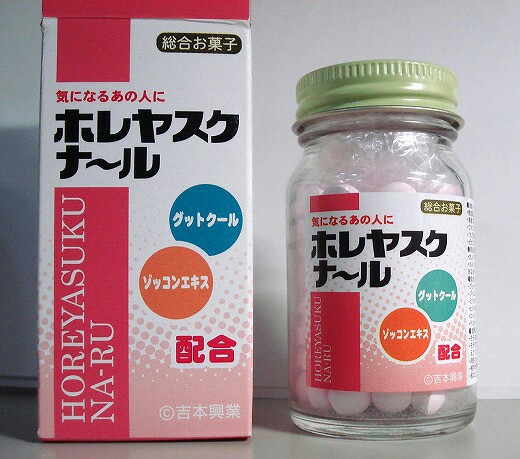 総合お菓子
気になるあの人に
ホレヤスク
ナ〜ル
HOREYASUKU
NA-RU
グットクール
ゾッコンエキス
配合
©吉本興業
総合お菓子
気になるあの人に
ホレヤスク
ナ〜ル
HOREYASUKU
NA-RU
グットクール
ゾッコンエキス
配合
©吉本興業